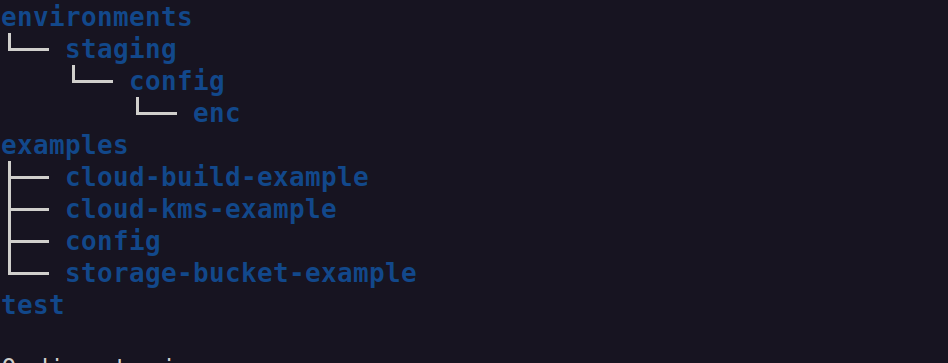 environments
└── staging
    └── config
        └── enc
examples
├── cloud-build-example
├── cloud-kms-example
├── config
└── storage-bucket-example
test